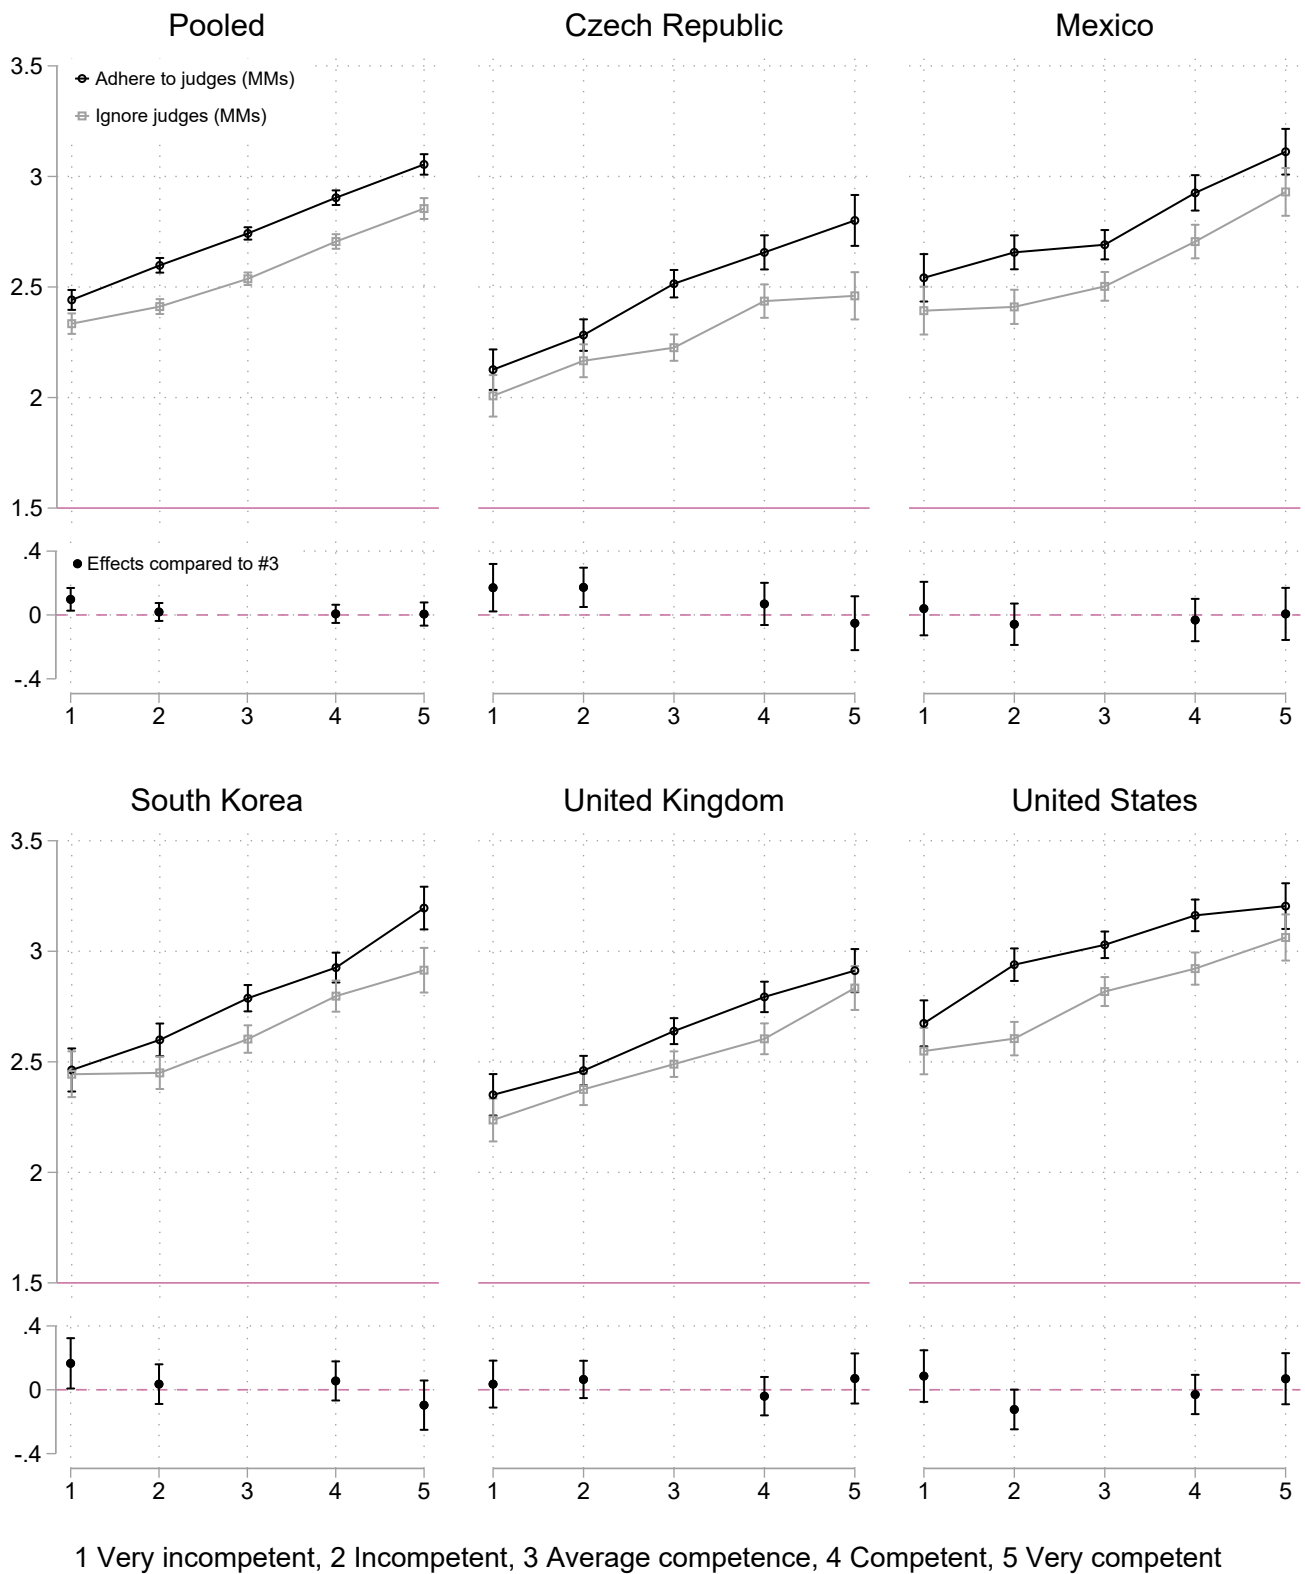 Pooled
Czech Republic
Mexico
3.5
3
2.5
2
1.5
Adhere to judges (MMs)
Ignore judges (MMs)
.4
0
-.4
Effects compared to #3
1 2 3 4 5
1 2 3 4 5
1 2 3 4 5
South Korea
United Kingdom
United States
3.5
3
2.5
2
1.5
.4
0
-.4
1 2 3 4 5
1 2 3 4 5
1 2 3 4 5
1 Very incompetent, 2 Incompetent, 3 Average competence, 4 Competent, 5 Very competent